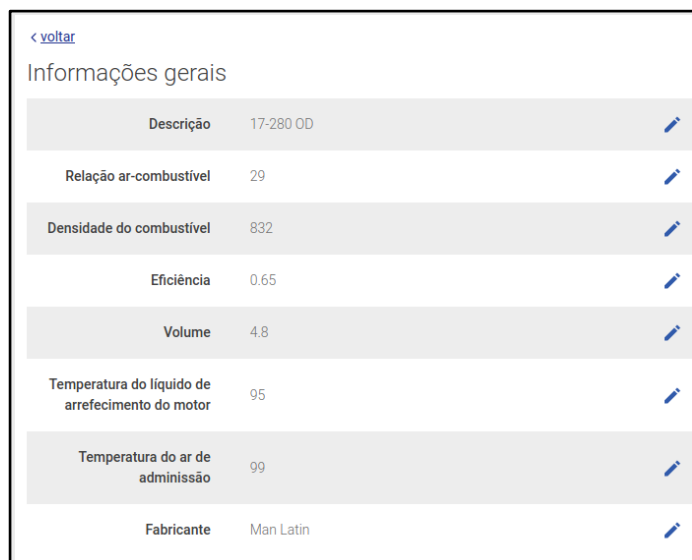 voltar
Informações gerais
Descrição 17-280 OD
Relação ar-combustível 29
Densidade do combustível 832
Eficiência 0.65
Volume 4.8
Temperatura do líquido de
arrefecimento do motor 95
Temperatura do ar de
adminissão 99
Fabricante Man Latin